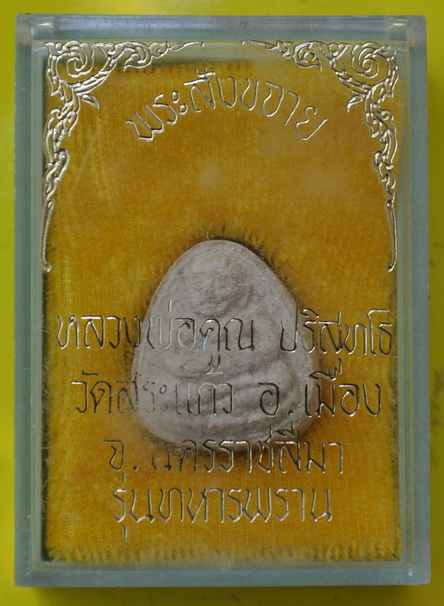 พระสังขจาย
หลวงพ่อคูณ ปริสุทโธ
วัดสระแก้ว อ.เมือง
จ.นครราชสีมา
รุ่นทหารพราน